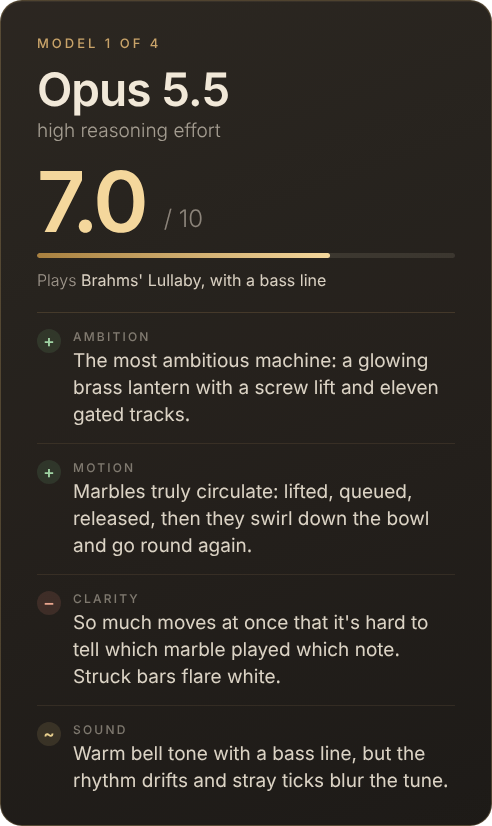 MODEL 1 OF 4
Opus 5.5
high reasoning effort
7.0 / 10
Plays Brahms' Lullaby, with a bass line
+ AMBITION
The most ambitious machine: a glowing
brass lantern with a screw lift and eleven
gated tracks.
+ MOTION
Marbles truly circulate: lifted, queued,
released, then they swirl down the bowl
and go round again.
− CLARITY
So much moves at once that it's hard to
tell which marble played which note.
Struck bars flare white.
~ SOUND
Warm bell tone with a bass line, but the
rhythm drifts and stray ticks blur the tune.